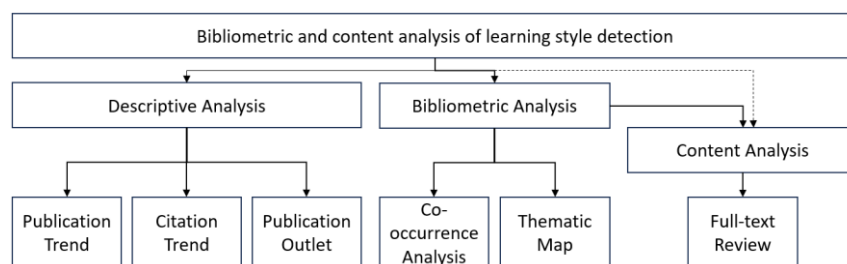 Bibliometric and content analysis of learning style detection
Descriptive Analysis
Bibliometric Analysis
Content Analysis
Publication
Trend
Citation
Trend
Publication
Outlet
Co-
occurrence
Analysis
Thematic
Map
Full-text
Review